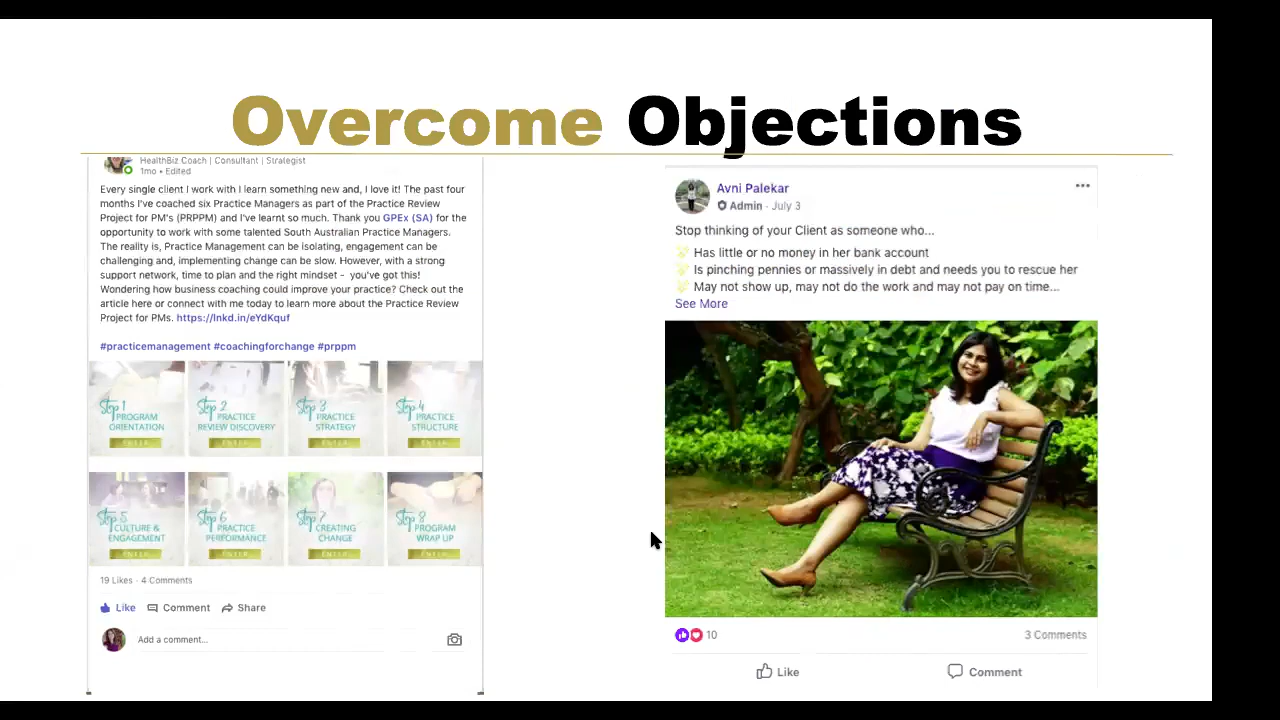 Overcome Objections
HealthBiz Coach | Consultant | Strategist
1mo • Edited
Every single client I work with I learn something new and, I love it! The past four
months I've coached six Practice Managers as part of the Practice Review
Project for PM's (PRPPM) and I've learnt so much. Thank you GPEx (SA) for the
opportunity to work with some talented South Australian Practice Managers.
The reality is, Practice Management can be isolating, engagement can be
challenging and, implementing change can be slow. However, with a strong
support network, time to plan and the right mindset - you've got this!
Wondering how business coaching could improve your practice? Check out the
article here or connect with me today to learn more about the Practice Review
Project for PMs. https://lnkd.in/eYdKquf
#practicemanagement #coachingforchange #prppm
Step 1
PROGRAM
ORIENTATION
ENTER
Step 2
PRACTICE
REVIEW DISCOVERY
ENTER
Step 3
PRACTICE
STRATEGY
ENTER
Step 4
PRACTICE
STRUCTURE
ENTER
Step 5
CULTURE &
ENGAGEMENT
ENTER
Step 6
PRACTICE
PERFORMANCE
ENTER
Step 7
CREATING
CHANGE
ENTER
Step 8
PROGRAM
WRAP UP
ENTER
19 Likes · 4 Comments
Like Comment Share
Add a comment...
Avni Palekar
Admin · July 3
Stop thinking of your Client as someone who...
Has little or no money in her bank account
Is pinching pennies or massively in debt and needs you to rescue her
May not show up, may not do the work and may not pay on time...
See More
10
3 Comments
Like Comment